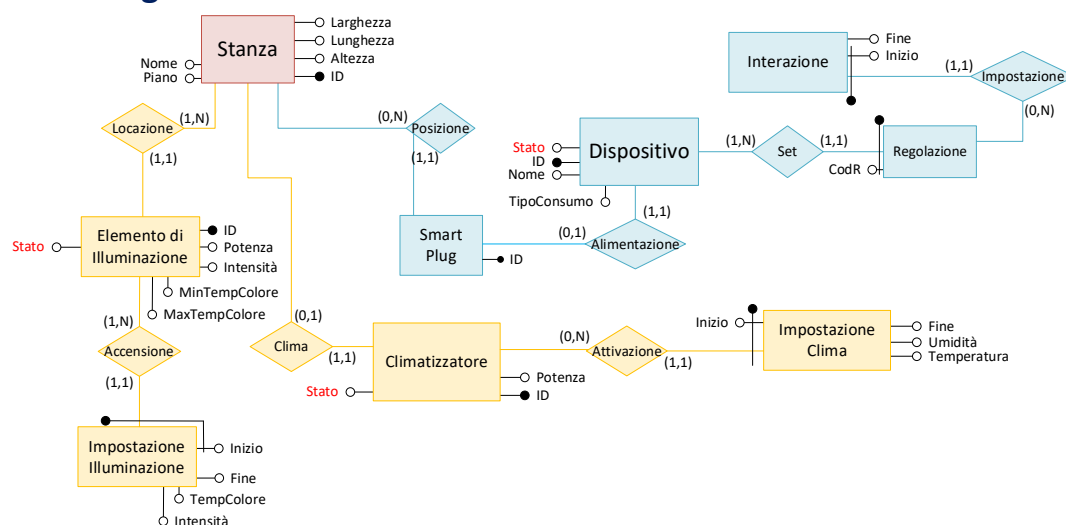 Stanza
Larghezza
Lunghezza
Altezza
ID
Nome
Piano
Interazione
Fine
Inizio
(1,1)
Impostazione
(0,N)
Locazione
(1,N)
(1,1)
(0,N)
Posizione
(1,1)
Stato
ID
Nome
Dispositivo
TipoConsumo
(1,N)
Set
(1,1)
Regolazione
CodR
(1,1)
Stato
Elemento di
Illuminazione
ID
Potenza
Intensità
MinTempColore
MaxTempColore
Smart
Plug
ID
(0,1)
Alimentazione
(1,N)
Accensione
(1,1)
(0,1)
Clima
(1,1)
Climatizzatore
Stato
Potenza
ID
(0,N)
Attivazione
(1,1)
Inizio
Impostazione
Clima
Fine
Umidità
Temperatura
Impostazione
Illuminazione
Inizio
Fine
TempColore
Intensità